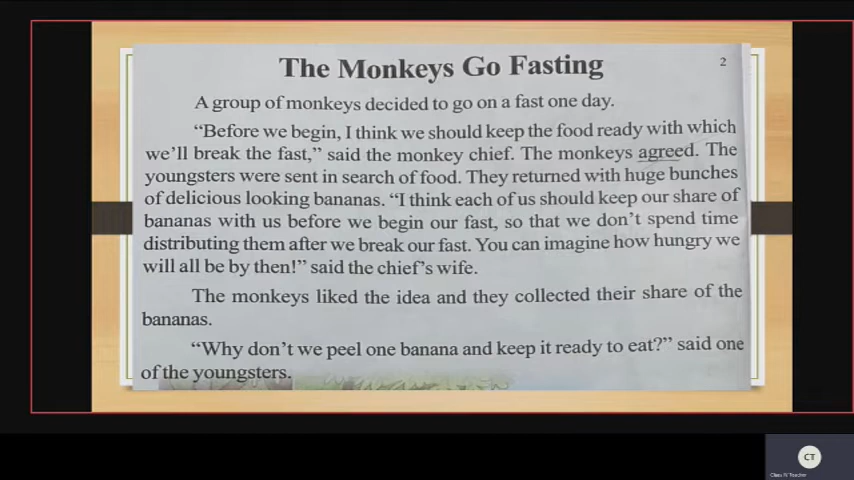 The Monkeys Go Fasting
2
A group of monkeys decided to go on a fast one day.
“Before we begin, I think we should keep the food ready with which
we’ll break the fast,” said the monkey chief. The monkeys agreed. The
youngsters were sent in search of food. They returned with huge bunches
of delicious looking bananas. “I think each of us should keep our share of
bananas with us before we begin our fast, so that we don’t spend time
distributing them after we break our fast. You can imagine how hungry we
will all be by then!” said the chief’s wife.
The monkeys liked the idea and they collected their share of the
bananas.
“Why don’t we peel one banana and keep it ready to eat?” said one
of the youngsters.
CT
Class IV Teacher